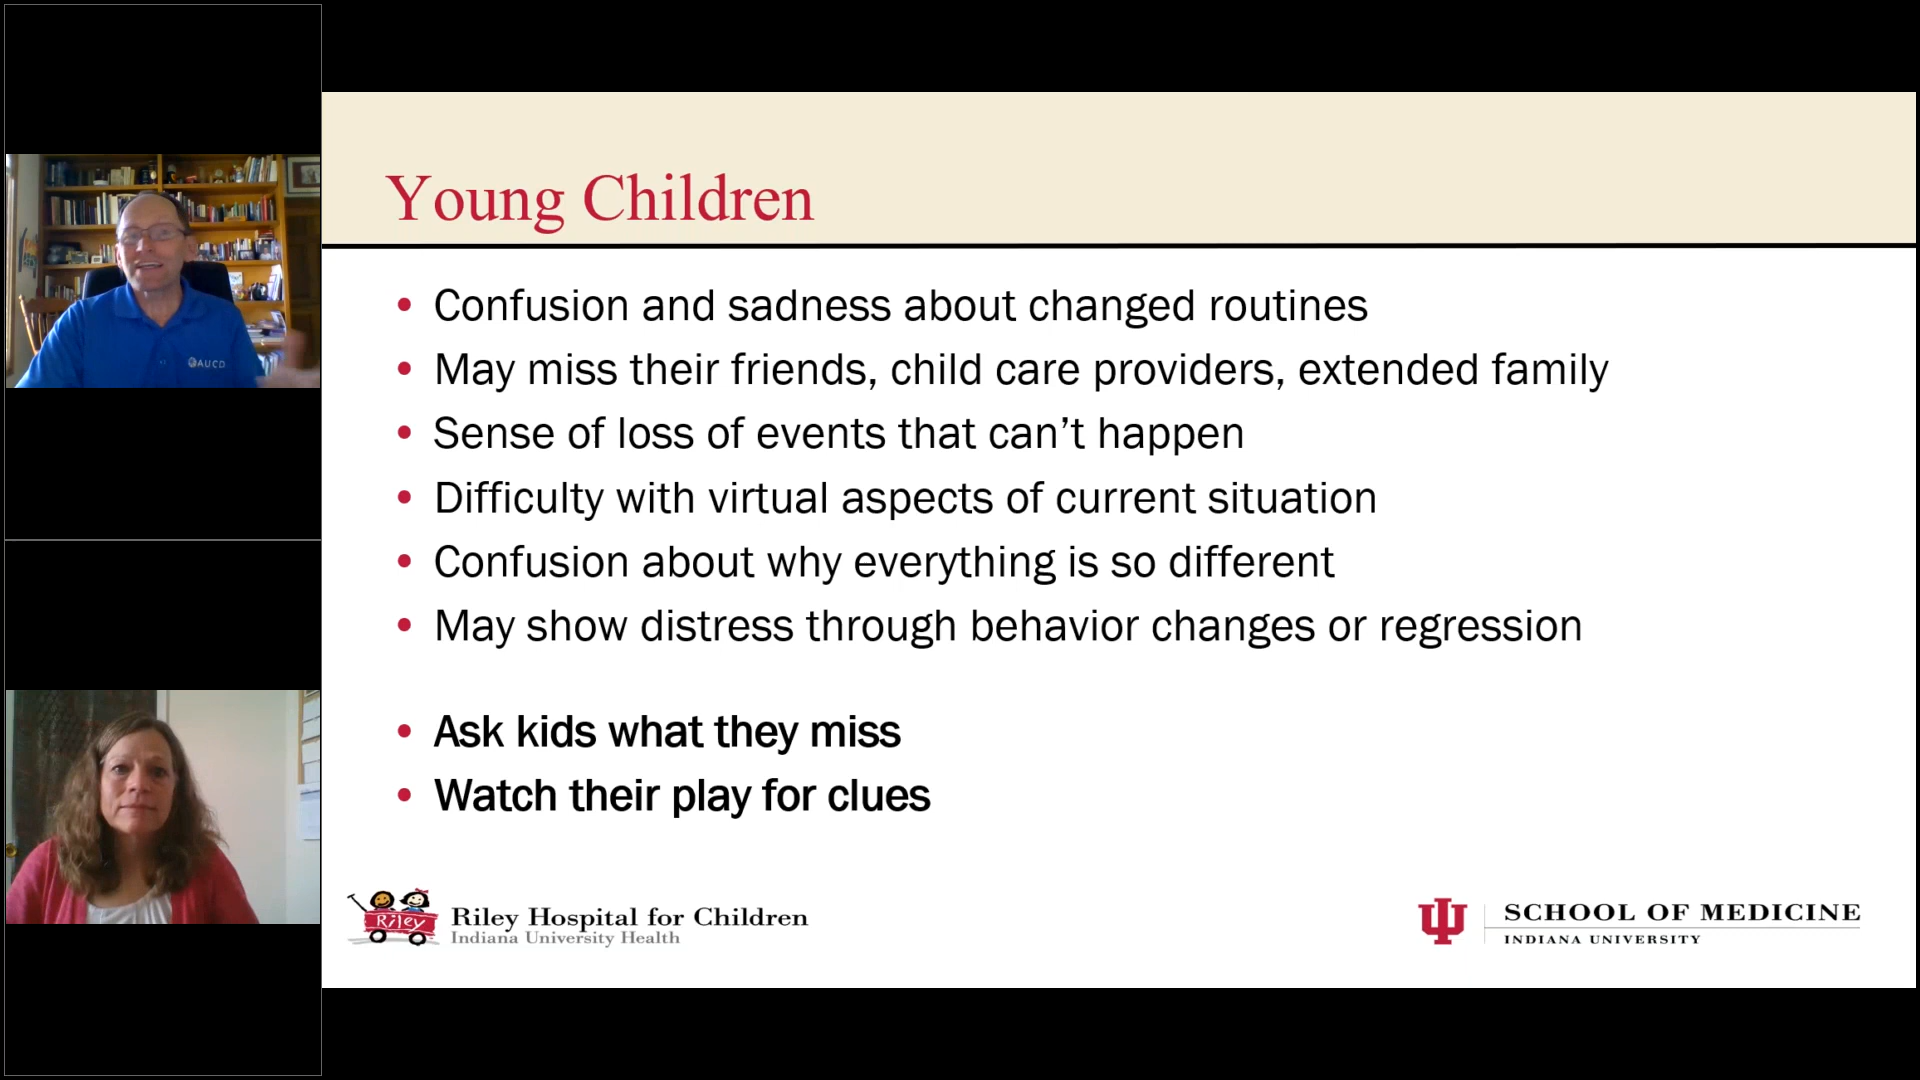 AUCD
Young Children
• Confusion and sadness about changed routines
• May miss their friends, child care providers, extended family
• Sense of loss of events that can’t happen
• Difficulty with virtual aspects of current situation
• Confusion about why everything is so different
• May show distress through behavior changes or regression
• Ask kids what they miss
• Watch their play for clues
Riley
Riley Hospital for Children
Indiana University Health
SCHOOL OF MEDICINE
INDIANA UNIVERSITY